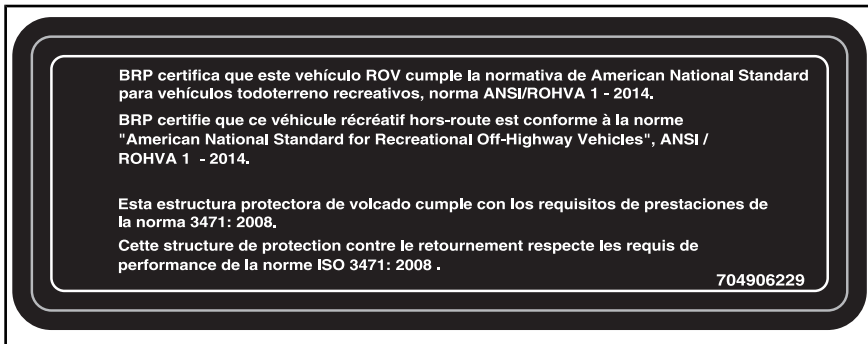 BRP certifica que este vehículo ROV cumple la normativa de American National Standard
para vehículos todoterreno recreativos, norma ANSI/ROHVA 1 - 2014.
BRP certifie que ce véhicule récréatif hors-route est conforme à la norme
"American National Standard for Recreational Off-Highway Vehicles", ANSI /
ROHVA 1 - 2014.
Esta estructura protectora de volcado cumple con los requisitos de prestaciones de
la norma 3471: 2008.
Cette structure de protection contre le retournement respecte les requis de
performance de la norme ISO 3471: 2008 .
704906229